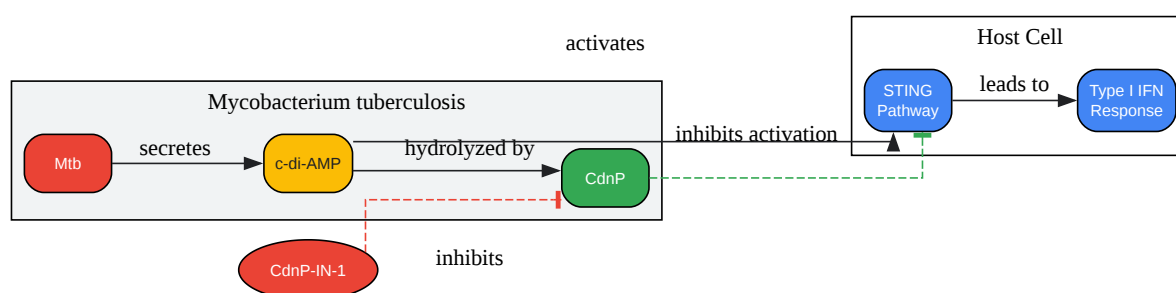 Host Cell
activates
STING
Pathway
leads to
Type I IFN
Response
Mycobacterium tuberculosis
Mtb
secretes
c-di-AMP
hydrolyzed by
CdnP
inhibits activation
CdnP-IN-1
inhibits